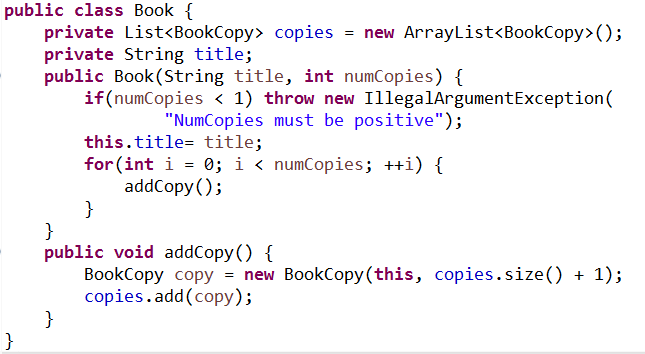 public class Book {
    private List<BookCopy> copies = new ArrayList<BookCopy>();
    private String title;
    public Book(String title, int numCopies) {
        if(numCopies < 1) throw new IllegalArgumentException(
                "NumCopies must be positive");
        this.title= title;
        for(int i = 0; i < numCopies; ++i) {
            addCopy();
        }
    }
    public void addCopy() {
        BookCopy copy = new BookCopy(this, copies.size() + 1);
        copies.add(copy);
    }
}